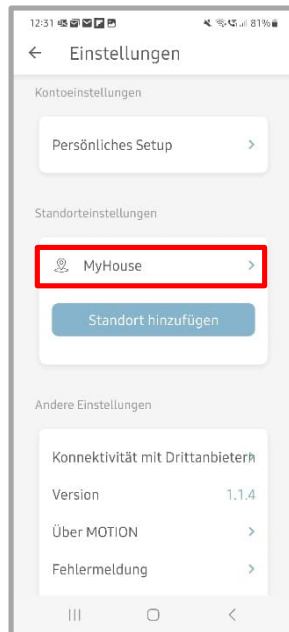 12:31 81%
← Einstellungen
Kontoeinstellungen
Persönliches Setup >
Standorteinstellungen
MyHouse >
Standort hinzufügen
Andere Einstellungen
Konnektivität mit Drittanbietern
Version 1.1.4
Über MOTION >
Fehlermeldung >